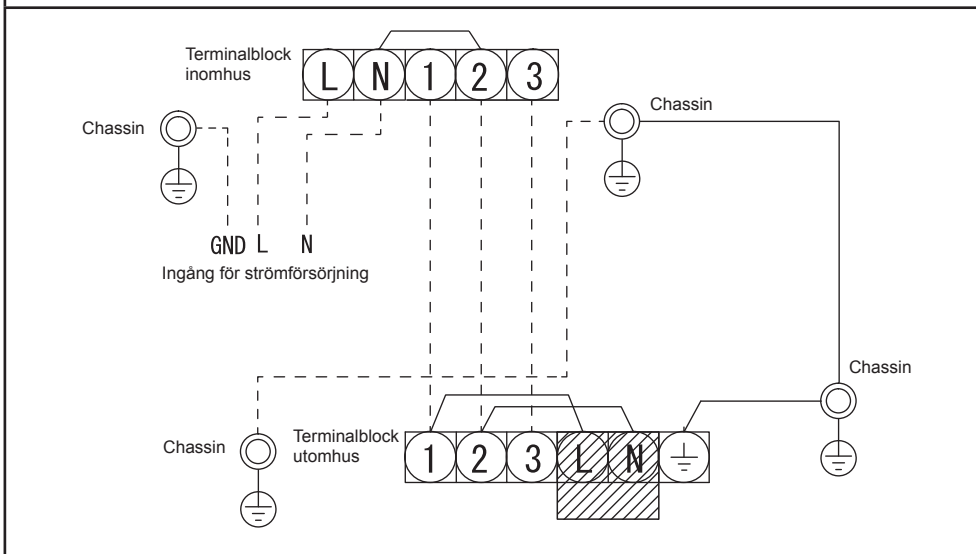 Terminalblock
inomhus
L N 1 2 3
Chassin
Chassin
GND L N
Ingång för strömförsörjning
Chassin
Chassin
Terminalblock
utomhus
1 2 3 L N